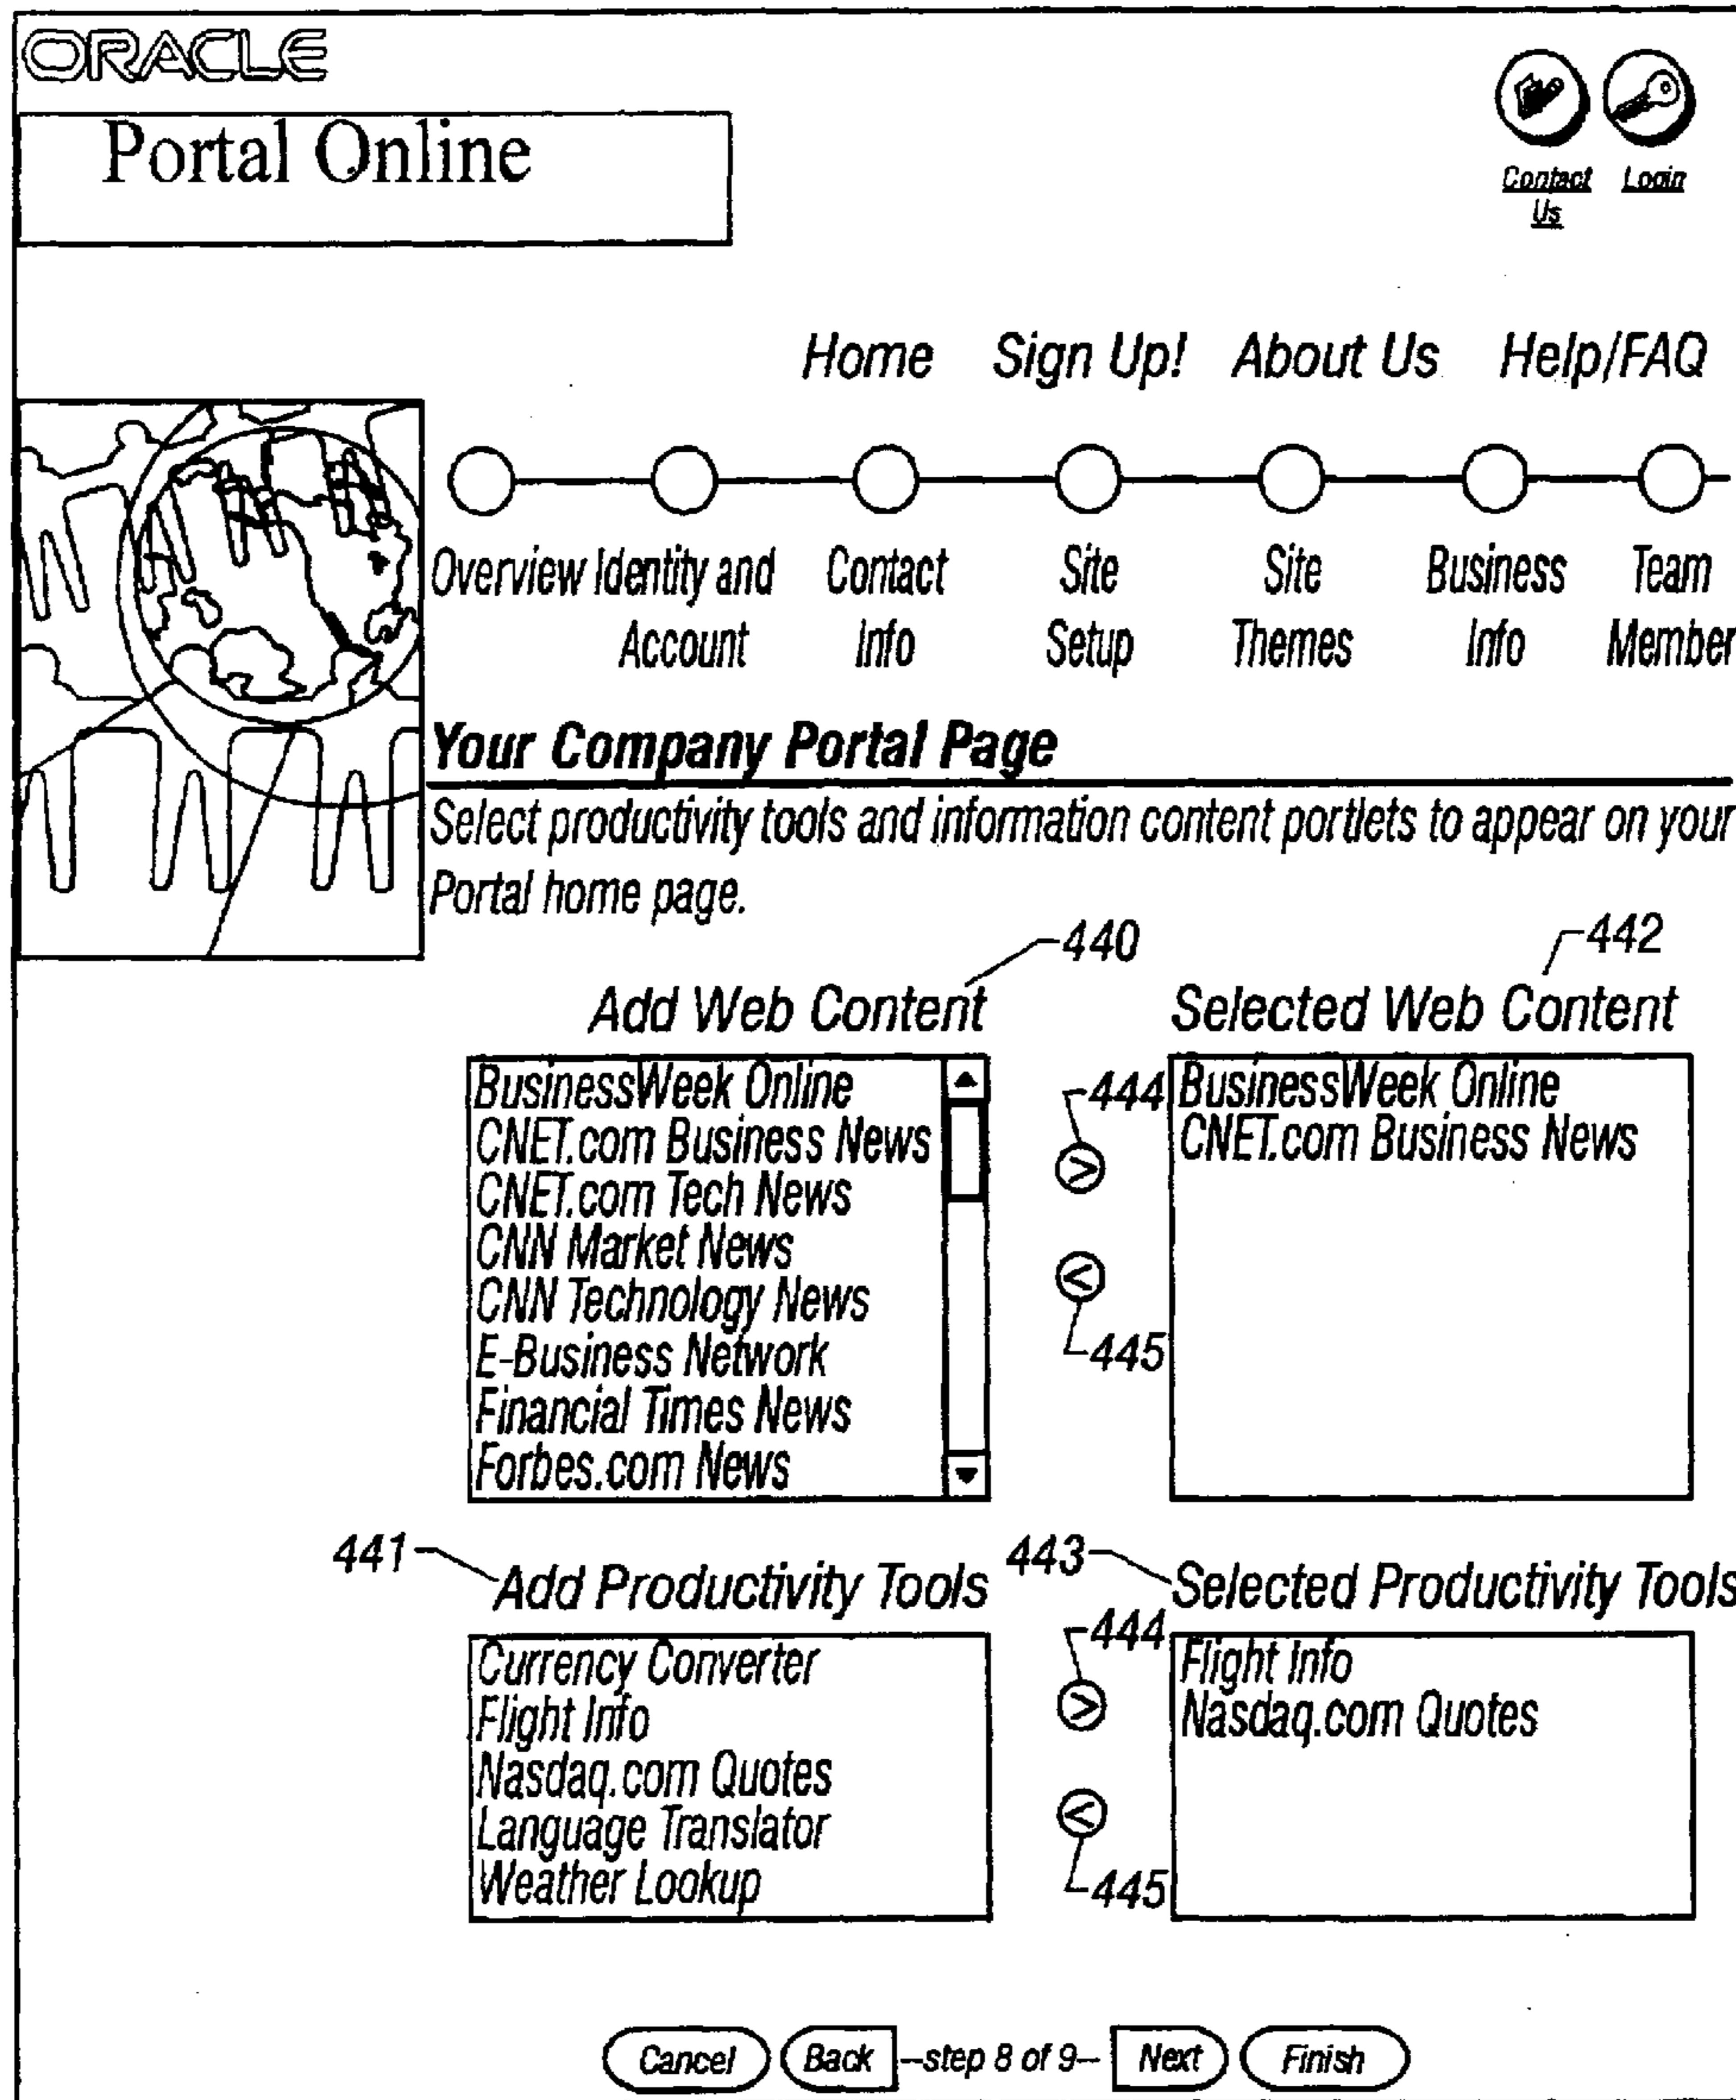 ORACLE
Portal Online
Contact Login
Us
Home Sign Up! About Us Help/FAQ
Overview Identity and Contact Site Site Business Team
Account Info Setup Themes Info Member
Your Company Portal Page
Select productivity tools and information content portlets to appear on your
Portal home page.
440 442
Add Web Content Selected Web Content
BusinessWeek Online 444 BusinessWeek Online
CNET.com Business News CNET.com Business News
CNET.com Tech News >
CNN Market News
CNN Technology News <
E-Business Network 445
Financial Times News
Forbes.com News
441 443
Add Productivity Tools Selected Productivity Tools
444
Currency Converter Flight Info
Flight Info > Nasdaq.com Quotes
Nasdaq.com Quotes
Language Translator <
Weather Lookup 445
Cancel Back –step 8 of 9– Next Finish